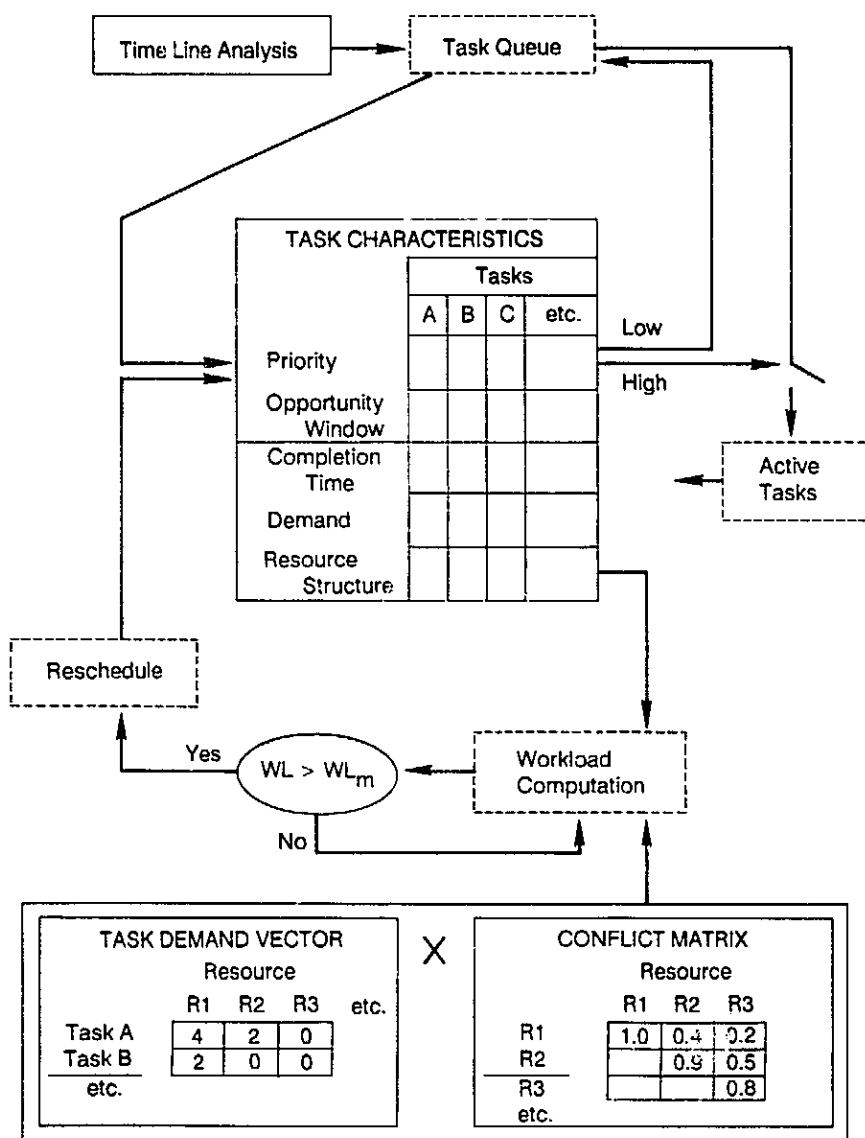 Time Line Analysis
Task Queue
TASK CHARACTERISTICS
Tasks
A B C etc.
Low
Priority
High
Opportunity
Window
Completion
Time
Active
Tasks
Demand
Resource
Structure
Reschedule
Yes
WL > WLm
Workload
Computation
No
TASK DEMAND VECTOR
Resource
R1 R2 R3 etc.
Task A 4 2 0
Task B 2 0 0
etc.
X
CONFLICT MATRIX
Resource
R1 R2 R3
R1 1.0 0.4 0.2
R2 0.9 0.5
R3 0.8
etc.